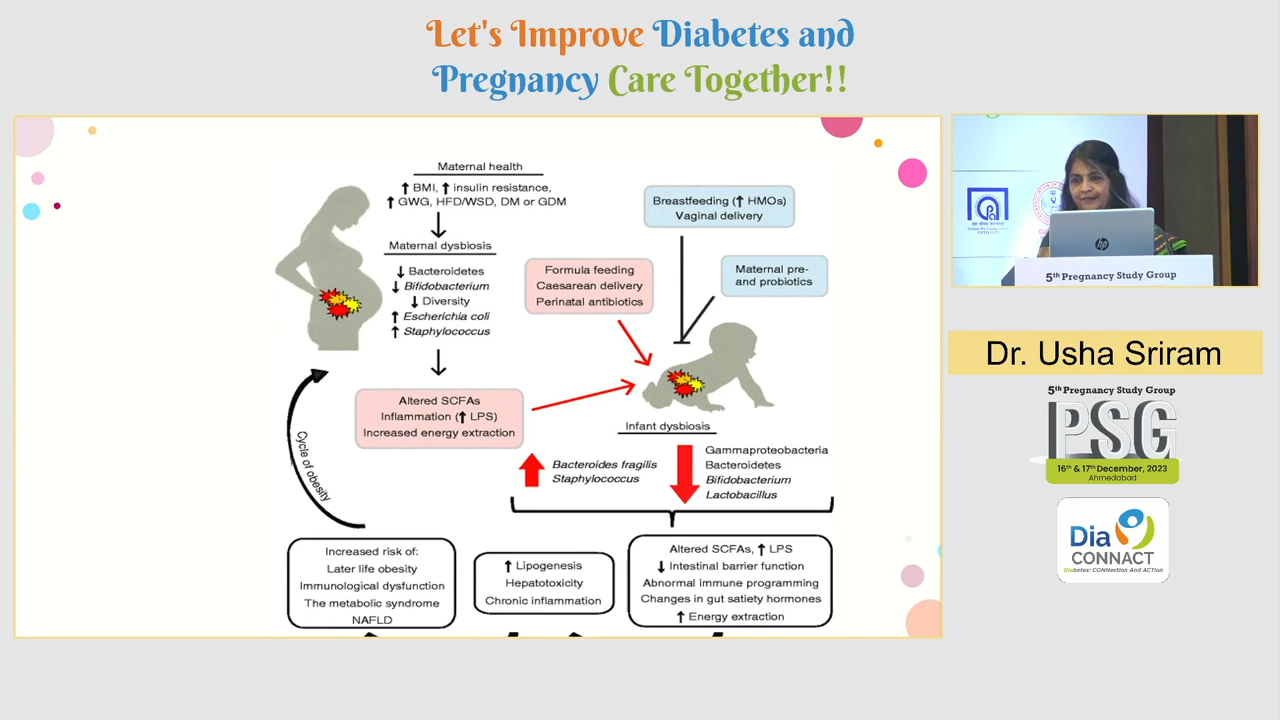 Let's Improve Diabetes and
Pregnancy Care Together!!
Maternal health
↑ BMI, ↑ insulin resistance,
↑ GWG, HFD/WSD, DM or GDM
Maternal dysbiosis
↓ Bacteroidetes
↓ Bifidobacterium
↓ Diversity
↑ Escherichia coli
↑ Staphylococcus
Altered SCFAs
Inflammation (↑ LPS)
Increased energy extraction
Formula feeding
Caesarean delivery
Perinatal antibiotics
Breastfeeding (↑ HMOs)
Vaginal delivery
Maternal pre-
and probiotics
Infant dysbiosis
Bacteroides fragilis
Staphylococcus
Gammaproteobacteria
Bacteroidetes
Bifidobacterium
Lactobacillus
Cycle of obesity
Increased risk of:
Later life obesity
Immunological dysfunction
The metabolic syndrome
NAFLD
↑ Lipogenesis
Hepatotoxicity
Chronic inflammation
Altered SCFAs, ↑ LPS
↓ Intestinal barrier function
Abnormal immune programming
Changes in gut satiety hormones
↑ Energy extraction
hp
5th Pregnancy Study Group
Dr. Usha Sriram
5th Pregnancy Study Group
PSG
16th & 17th December, 2023
Ahmedabad
Dia
CONNACT
Diabetes: CONNection And ACTion